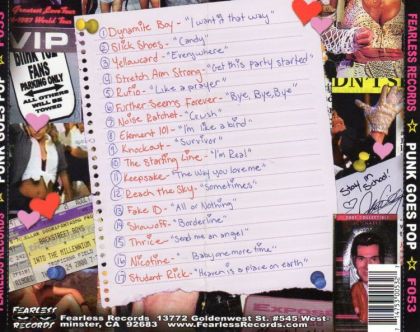 Greatest Love Tour
1986-1987 World Tour
VIP
FANS
PARKING ONLY
ALL OTHERS
WILL BE
TOWED
BACKSTREET BOYS
INTO THE MILLENNIUM
FEARLESS RECORDS ☆ PUNK GOES POP ☆ F053
1 Dynamite Boy - "I want it that way"
2 Slick Shoes - "Candy"
3 Yellowcard - "Everywhere"
4 Stretch Arm Strong - "Get this party started"
5 Rufio - "Like a prayer"
6 Further Seems Forever - "Bye, Bye, Bye"
7 Noise Ratchet - "Crush"
8 Element 101 - "I'm like a bird"
9 Knockout - "Survivor"
10 The Starting Line - "I'm Real"
11 Keepsake - "The Way you love me"
12 Reach the Sky - "Sometimes"
13 Fake ID - "All or Nothing"
14 Showoff - "Borderline"
15 Thrice - "Send me an angel"
16 Nicotine - "...Baby one more time"
17 Student Rick - "Heaven is a place on earth"
Stay in School!
FEARLESS RECORDS ☆ PUNK GOE POP ☆ F053
FEARLESS
RECORDS
Fearless Records 13772 Goldenwest St. #545 West-
minster, CA 92683 www.FearlessRecords.com